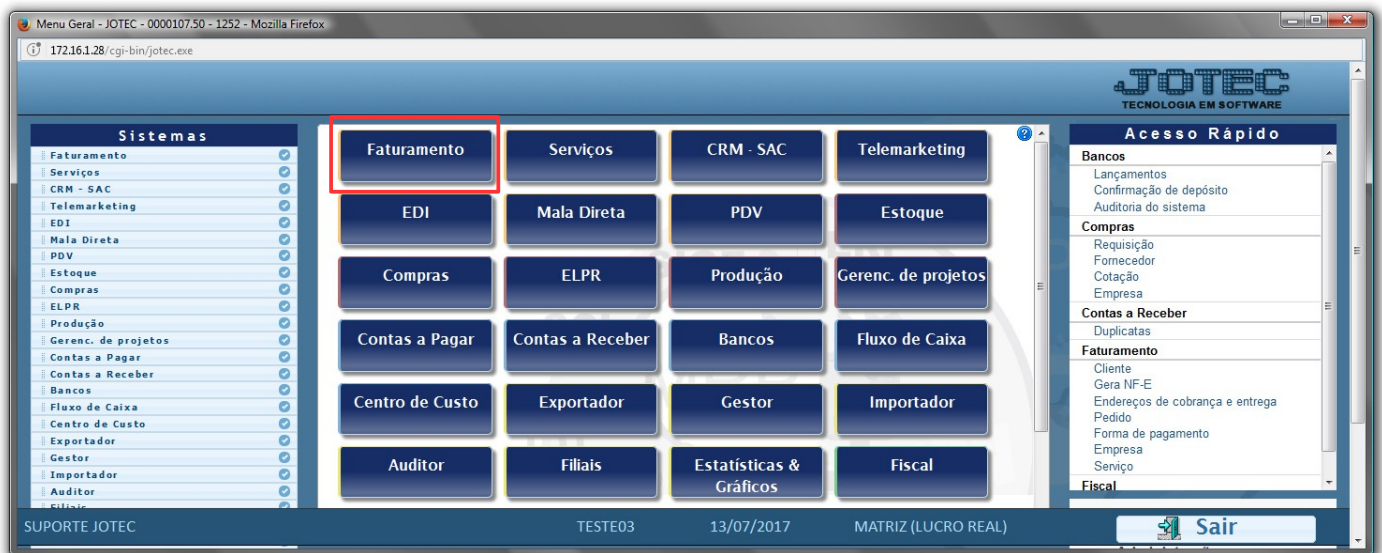 Menu Geral - JOTEC - 0000107.50 - 1252 - Mozilla Firefox
172.16.1.28/cgi-bin/jotec.exe
JOTEC
TECNOLOGIA EM SOFTWARE
Sistemas
Faturamento
Serviços
CRM - SAC
Telemarketing
EDI
Mala Direta
PDV
Estoque
Compras
ELPR
Produção
Gerenc. de projetos
Contas a Pagar
Contas a Receber
Bancos
Fluxo de Caixa
Centro de Custo
Exportador
Gestor
Importador
Auditor
Filiais
Faturamento
Serviços
CRM - SAC
Telemarketing
EDI
Mala Direta
PDV
Estoque
Compras
ELPR
Produção
Gerenc. de projetos
Contas a Pagar
Contas a Receber
Bancos
Fluxo de Caixa
Centro de Custo
Exportador
Gestor
Importador
Auditor
Filiais
Estatísticas &
Gráficos
Fiscal
Acesso Rápido
Bancos
Lançamentos
Confirmação de depósito
Auditoria do sistema
Compras
Requisição
Fornecedor
Cotação
Empresa
Contas a Receber
Duplicatas
Faturamento
Cliente
Gera NF-E
Endereços de cobrança e entrega
Pedido
Forma de pagamento
Empresa
Serviço
Fiscal
SUPORTE JOTEC
TESTE03
13/07/2017
MATRIZ (LUCRO REAL)
Sair